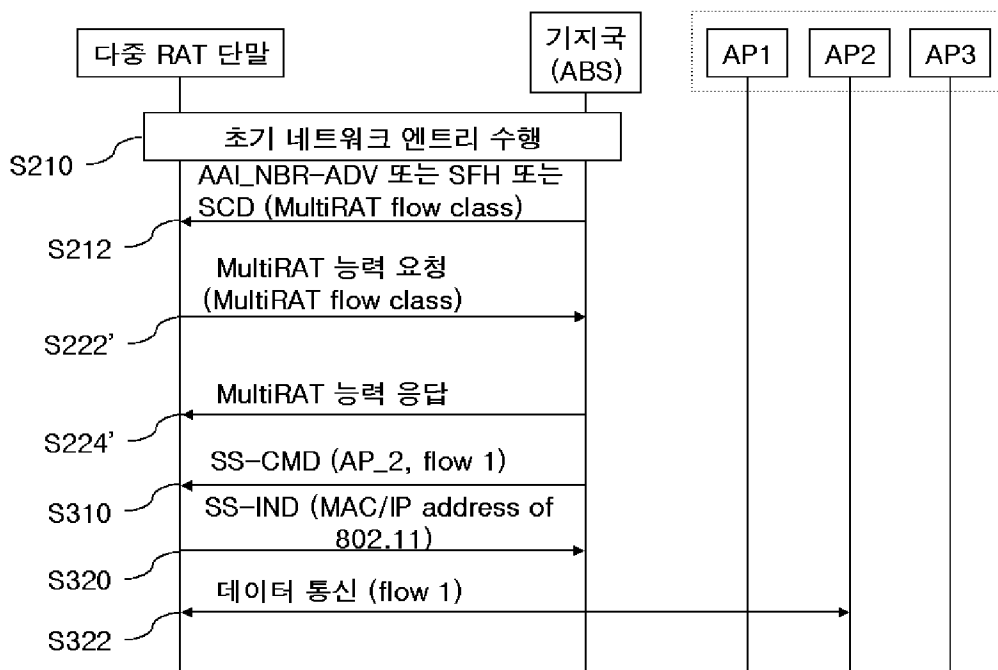 다중 RAT 단말
기지국
(ABS)
AP1
AP2
AP3
초기 네트워크 엔트리 수행
S210
AAI_NBR-ADV 또는 SFH 또는
SCD (MultiRAT flow class)
S212
MultiRAT 능력 요청
(MultiRAT flow class)
S222’
MultiRAT 능력 응답
S224’
SS-CMD (AP_2, flow 1)
S310
SS-IND (MAC/IP address of
802.11)
S320
데이터 통신 (flow 1)
S322